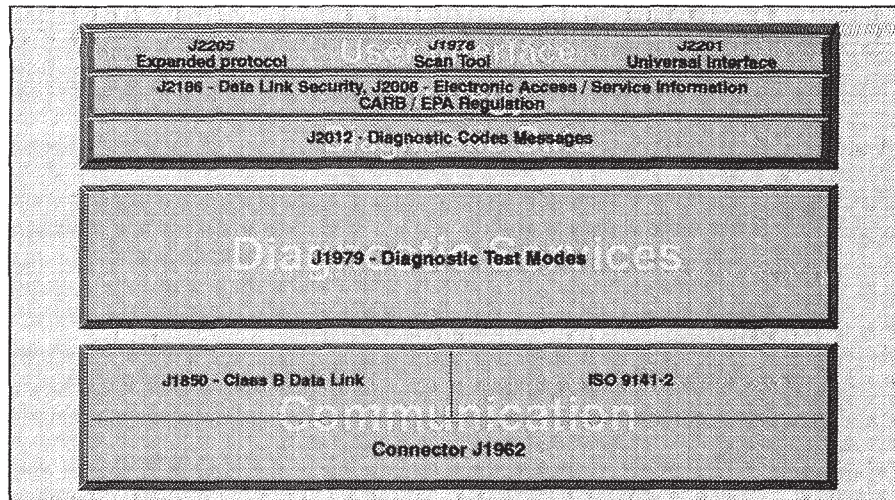 J2205 J1978 J2201
Expanded protocol Scan Tool Universal Interface
J2186 - Data Link Security, J2008 - Electronic Access / Service Information
CARB / EPA Regulation
J2012 - Diagnostic Codes Messages
Diagnostic Services
J1979 - Diagnostic Test Modes
J1850 - Class B Data Link ISO 9141-2
Communication
Connector J1962